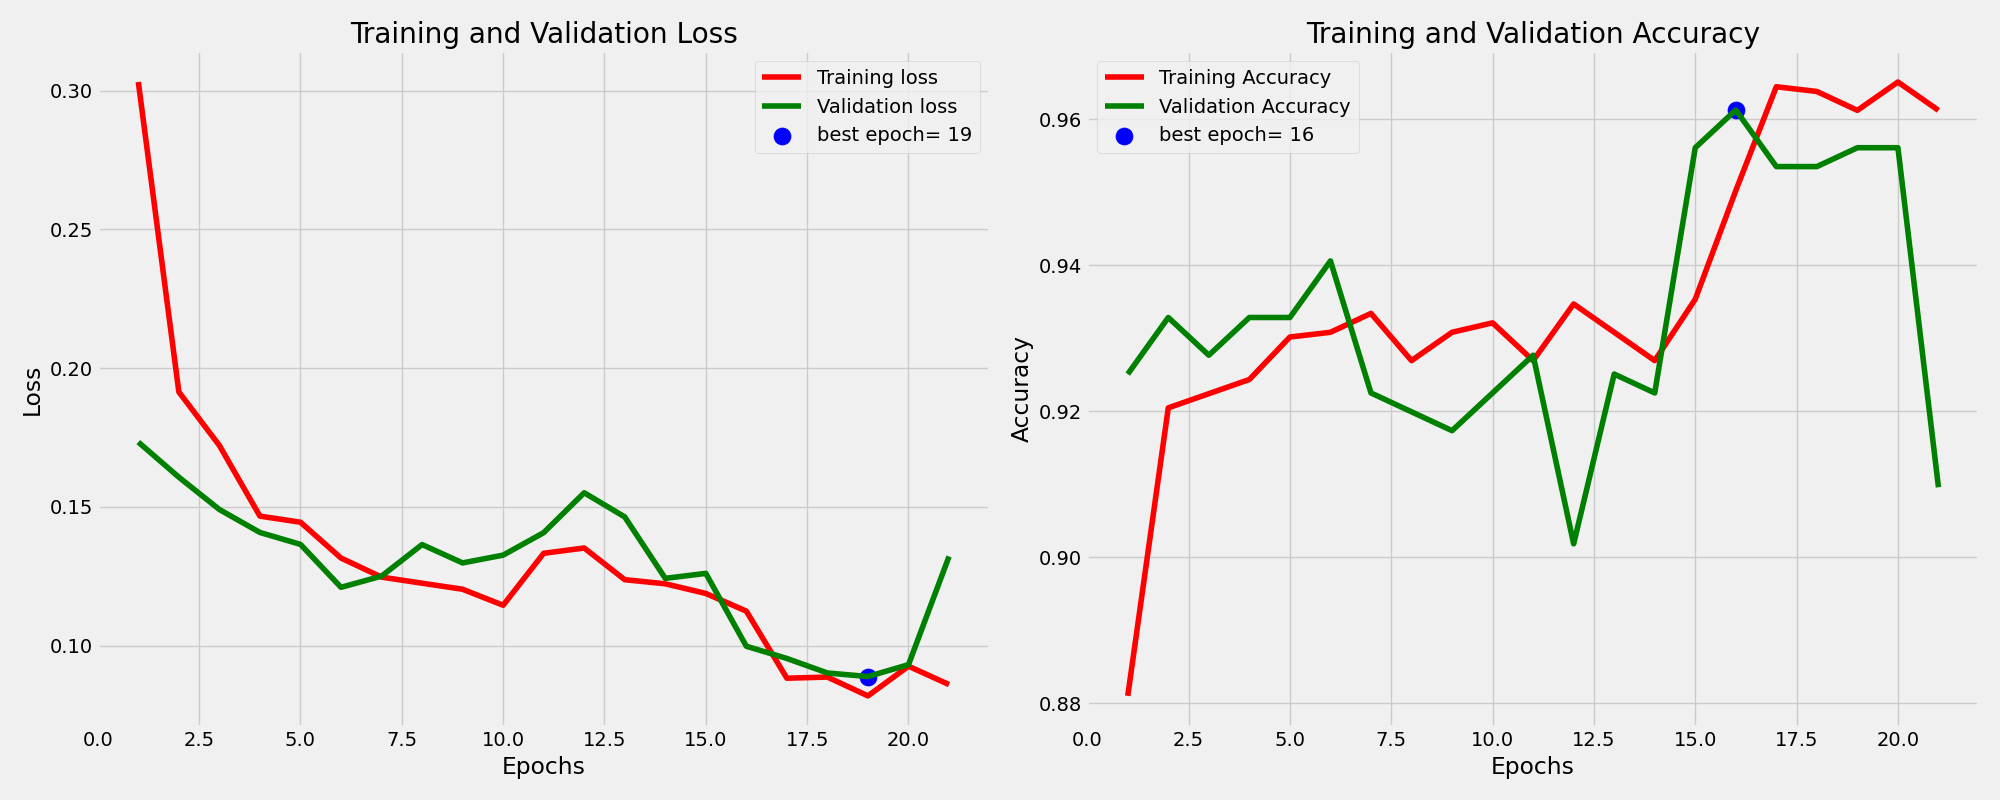 Training and Validation Loss
Training loss
Validation loss
best epoch= 19
0.30
0.25
0.20
0.15
0.10
Loss
0.0 2.5 5.0 7.5 10.0 12.5 15.0 17.5 20.0
Epochs
Training and Validation Accuracy
Training Accuracy
Validation Accuracy
best epoch= 16
0.96
0.94
0.92
0.90
0.88
Accuracy
0.0 2.5 5.0 7.5 10.0 12.5 15.0 17.5 20.0
Epochs